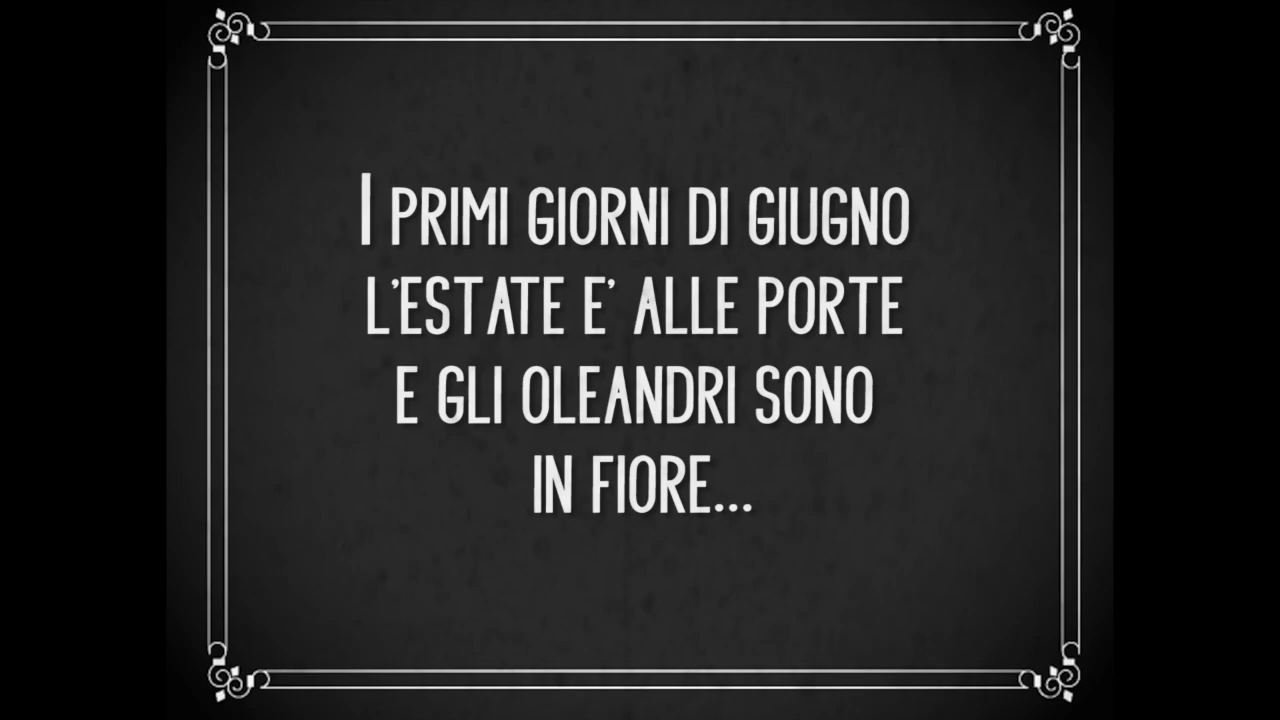 I PRIMI GIORNI DI GIUGNO
L'ESTATE E' ALLE PORTE
E GLI OLEANDRI SONO
IN FIORE...